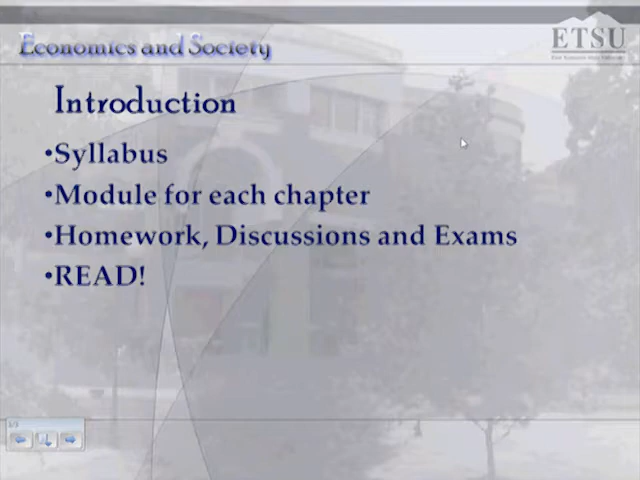 Economics and Society
ETSU
Introduction
•Syllabus
•Module for each chapter
•Homework, Discussions and Exams
•READ!